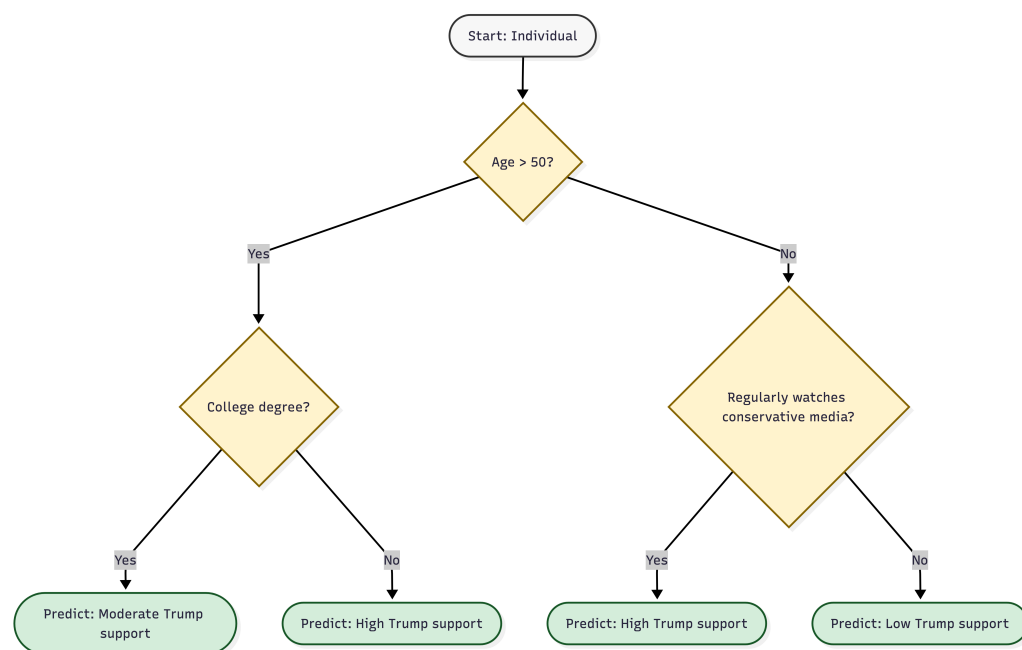 Start: Individual
Age > 50?
Yes
No
College degree?
Regularly watches
conservative media?
Yes
No
Yes
No
Predict: Moderate Trump
support
Predict: High Trump support
Predict: High Trump support
Predict: Low Trump support